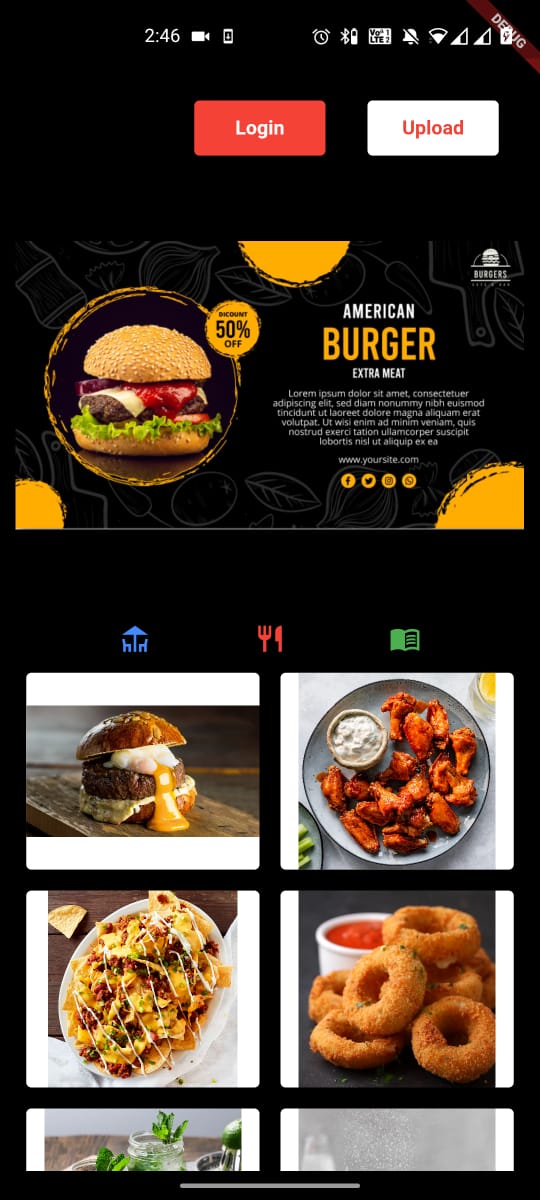 2:46
DEBUG
Login
Upload
BURGERS
DICOUNT
50%
OFF
AMERICAN
BURGER
EXTRA MEAT
Lorem ipsum dolor sit amet, consectetuer
adipiscing elit, sed diam nonummy nibh euismod
tincidunt ut laoreet dolore magna aliquam erat
volutpat. Ut wisi enim ad minim veniam, quis
nostrud exerci tation ullamcorper suscipit
lobortis nisl ut aliquip ex ea
www.yoursite.com